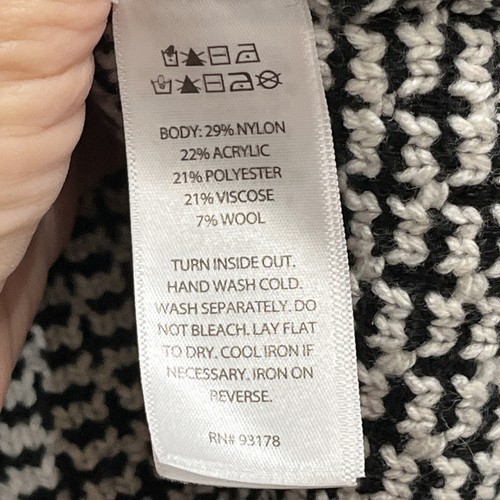 BODY: 29% NYLON
22% ACRYLIC
21% POLYESTER
21% VISCOSE
7% WOOL
TURN INSIDE OUT.
HAND WASH COLD.
WASH SEPARATELY. DO
NOT BLEACH. LAY FLAT
TO DRY. COOL IRON IF
NECESSARY. IRON ON
REVERSE.
RN# 93178